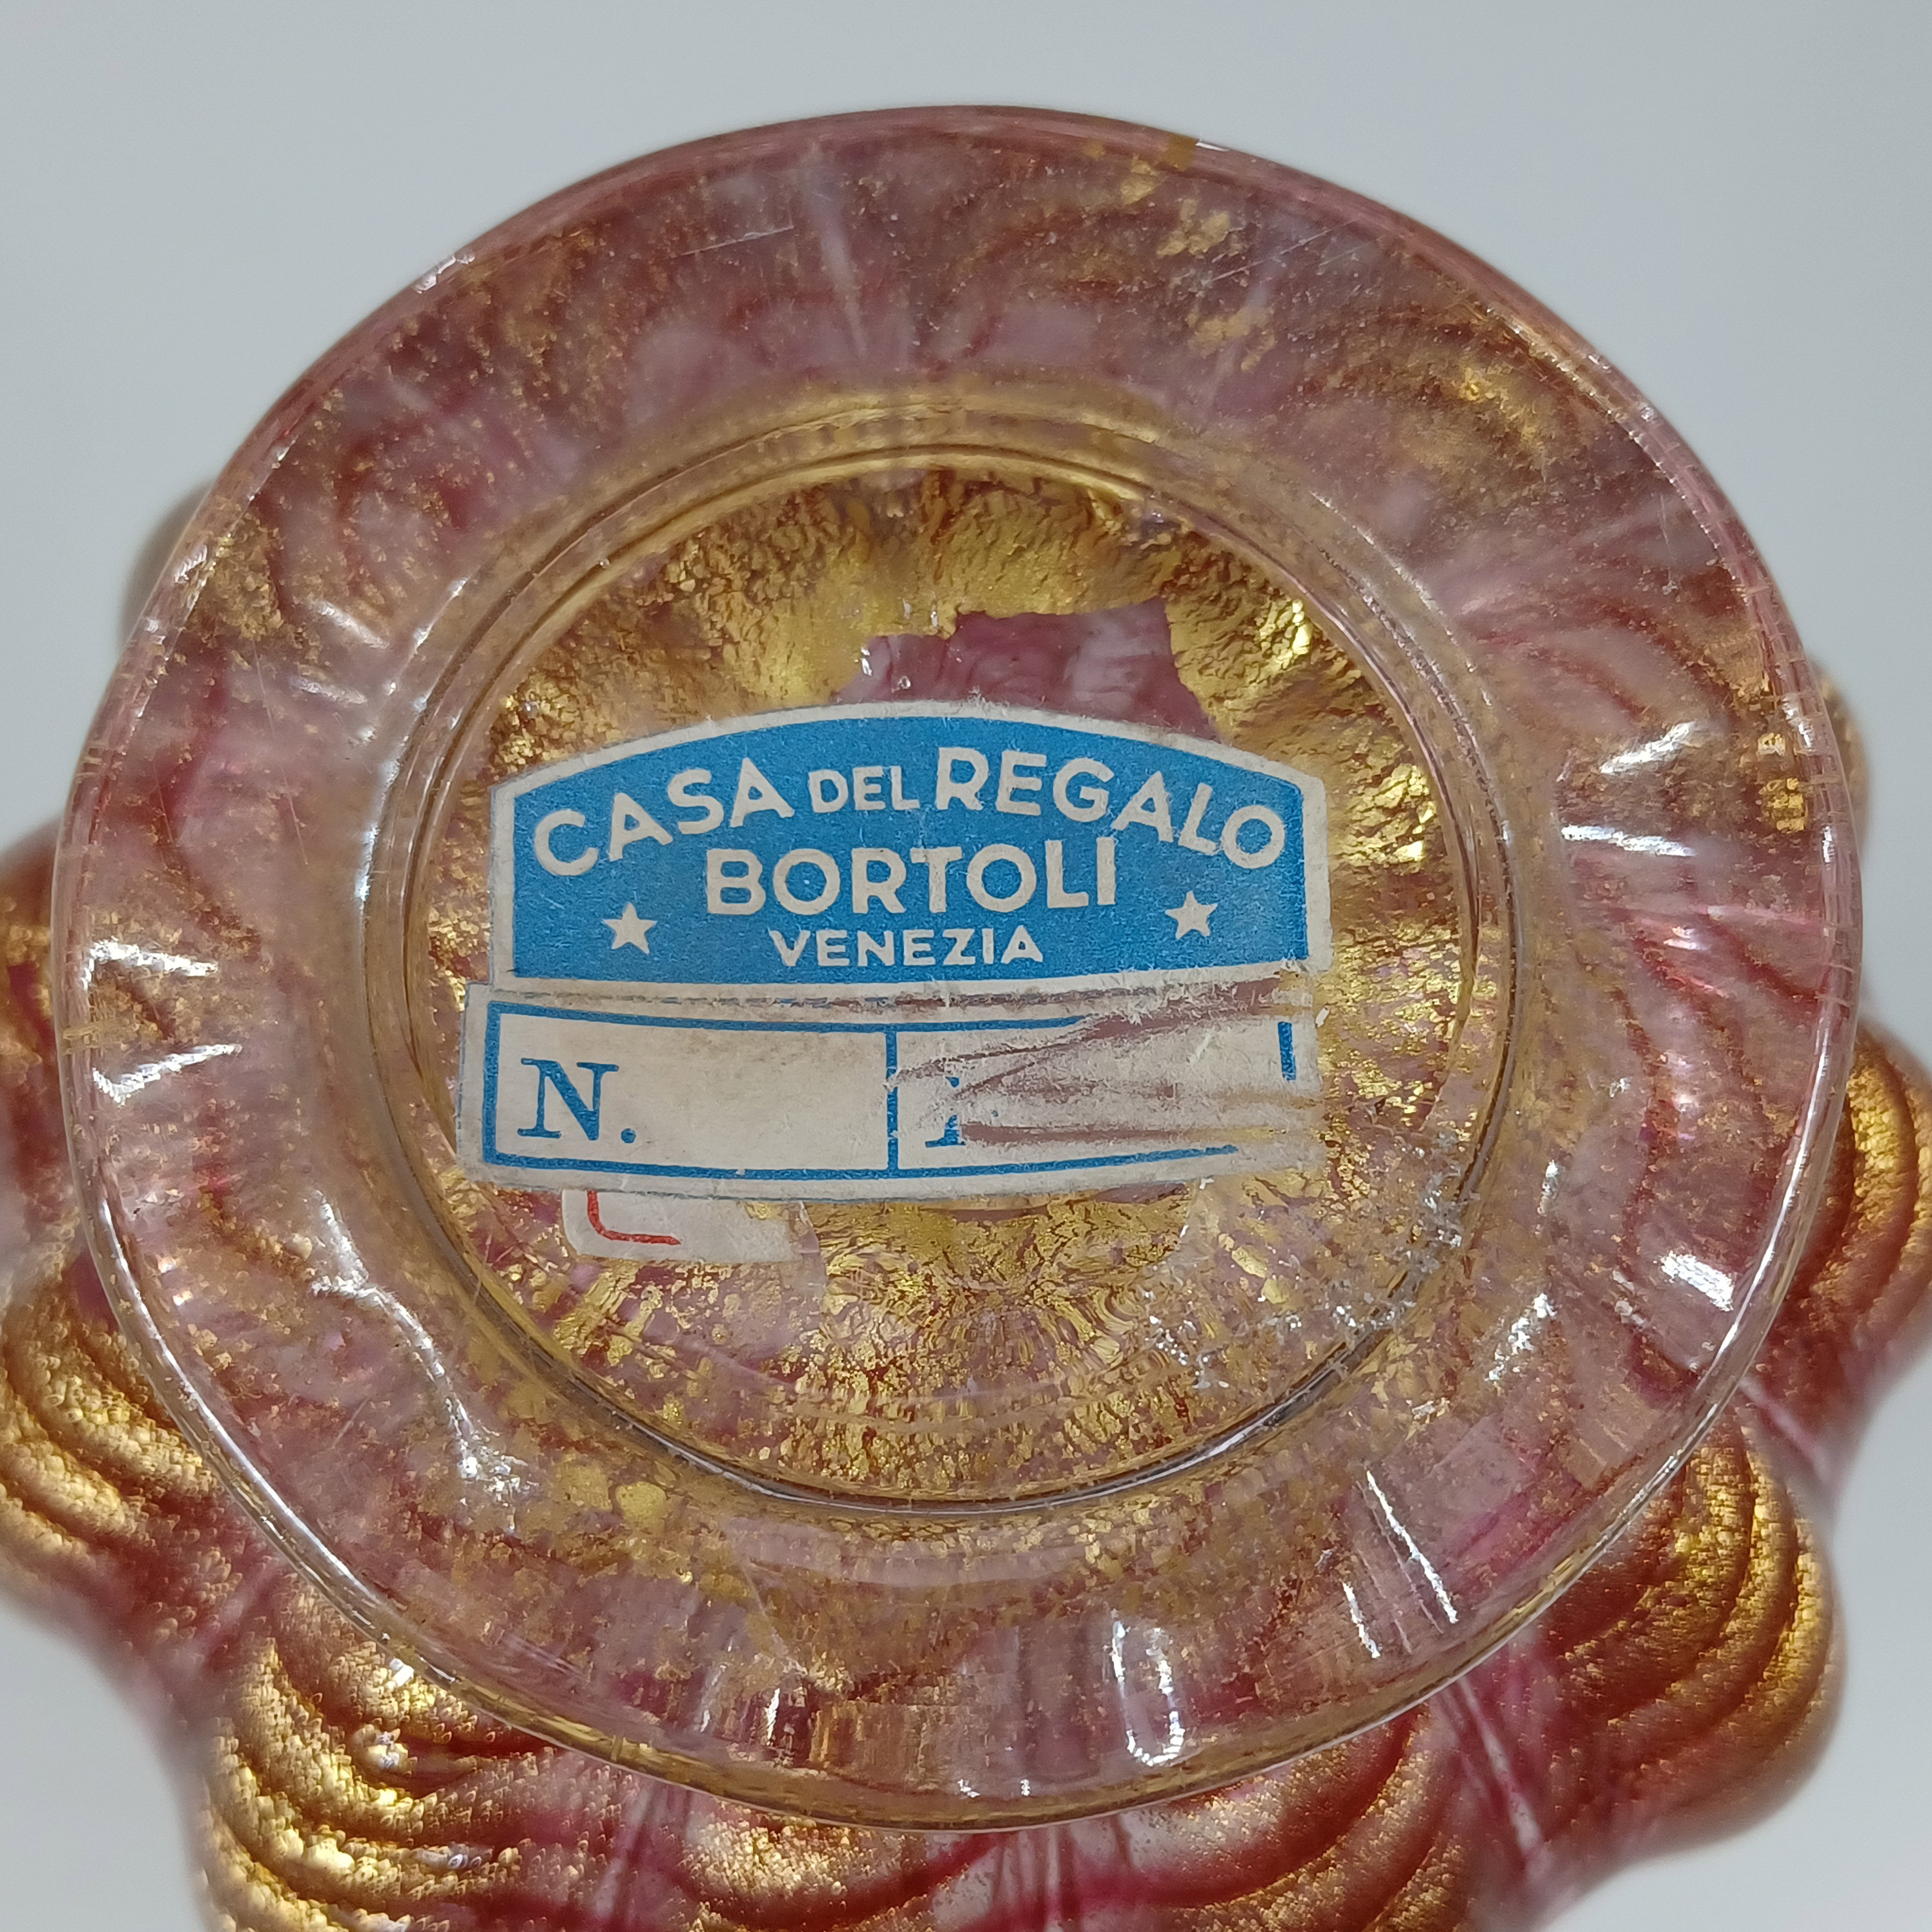 CASA DEL REGALO
BORTOLI
VENEZIA
N.